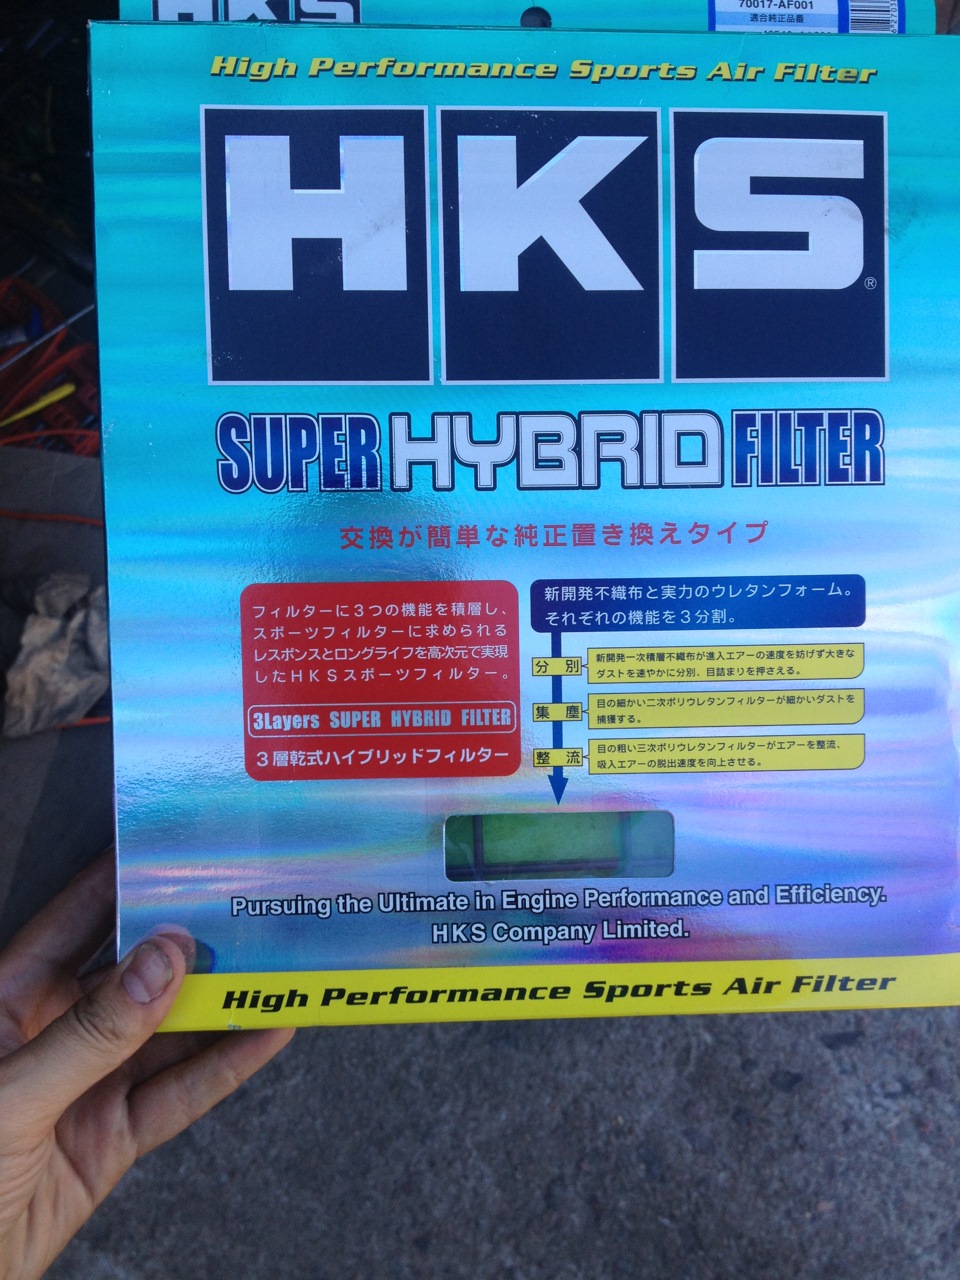 HKS
70017-AF001
適合純正品番
High Performance Sports Air Filter
HKS®
SUPER HYBRID FILTER
交換が簡単な純正置き換えタイプ
フィルターに3つの機能を積層し、
スポーツフィルターに求められる
レスポンスとロングライフを高次元で実現
したHKSスポーツフィルター。
3Layers SUPER HYBRID FILTER
3層乾式ハイブリッドフィルター
新開発不織布と実力のウレタンフォーム。
それぞれの機能を3分割。
分 別
新開発一次積層不織布が進入エアーの速度を妨げず大きな
ダストを速やかに分別、目詰まりを押さえる。
集 塵
目の細かい二次ポリウレタンフィルターが細かいダストを
捕獲する。
整 流
目の粗い三次ポリウレタンフィルターがエアーを整流、
吸入エアーの脱出速度を向上させる。
Pursuing the Ultimate in Engine Performance and Efficiency.
HKS Company Limited.
High Performance Sports Air Filter